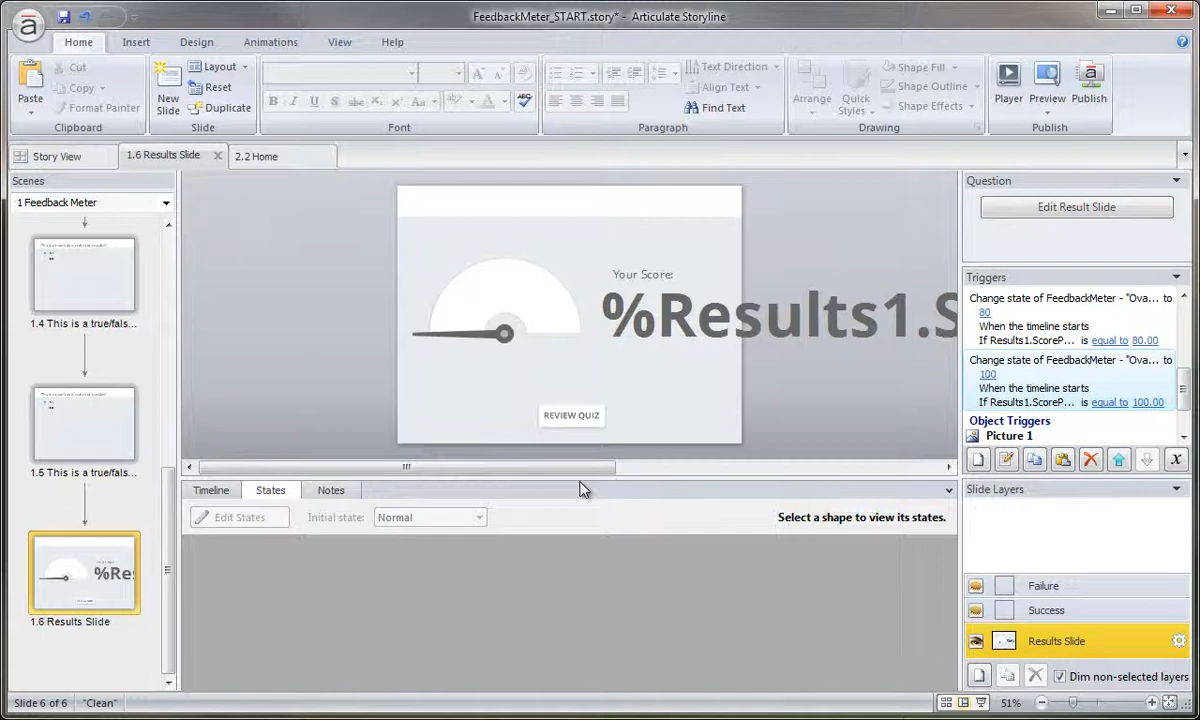 FeedbackMeter_START.story* - Articulate Storyline
Home Insert Design Animations View Help
Paste Cut Copy Format Painter
Clipboard
New Slide Layout Reset Duplicate
Slide
B I U S abc Aa A
Font
Text Direction Align Text Find Text
Paragraph
Arrange Quick Styles Shape Fill Shape Outline Shape Effects
Drawing
Player Preview Publish
Publish
Story View 1.6 Results Slide 2.2 Home
Scenes
1 Feedback Meter
1.4 This is a true/fals...
1.5 This is a true/fals...
%Res
1.6 Results Slide
Your Score:
%Results1.S
REVIEW QUIZ
Timeline States Notes
Edit States Initial state: Normal Select a shape to view its states.
Question
Edit Result Slide
Triggers
Change state of FeedbackMeter - "Ova... to
80
When the timeline starts
If Results1.ScoreP... is equal to 80.00
Change state of FeedbackMeter - "Ova... to
100
When the timeline starts
If Results1.ScoreP... is equal to 100.00
Object Triggers
Picture 1
Slide Layers
Failure
Success
Results Slide
Dim non-selected layers
Slide 6 of 6 "Clean" 51%